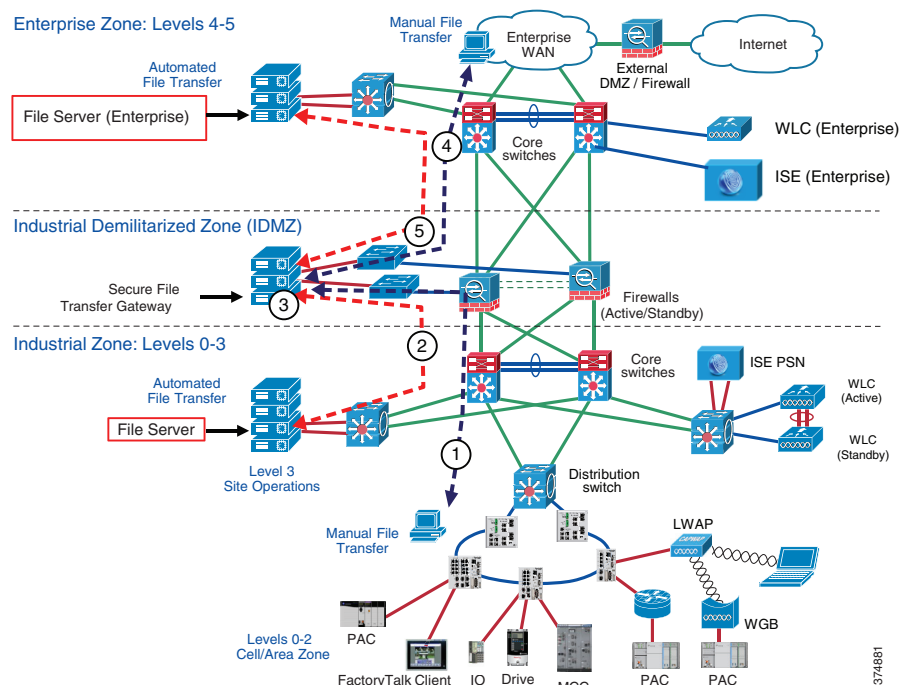 Enterprise Zone: Levels 4-5
Manual File
Transfer
Enterprise
WAN
Internet
External
DMZ / Firewall
Automated
File Transfer
File Server (Enterprise)
4
Core
switches
WLC (Enterprise)
ISE (Enterprise)
Industrial Demilitarized Zone (IDMZ)
5
Secure File
Transfer Gateway
3
Firewalls
(Active/Standby)
Industrial Zone: Levels 0-3
2
Core
switches
ISE PSN
Automated
File Transfer
WLC
(Active)
File Server
WLC
(Standby)
1
Level 3
Site Operations
Distribution
switch
Manual File
Transfer
LWAP
CAPWAP
WGB
PAC
Levels 0-2
Cell/Area Zone
FactoryTalk Client
IO
Drive
MCC
PAC
PAC
374881